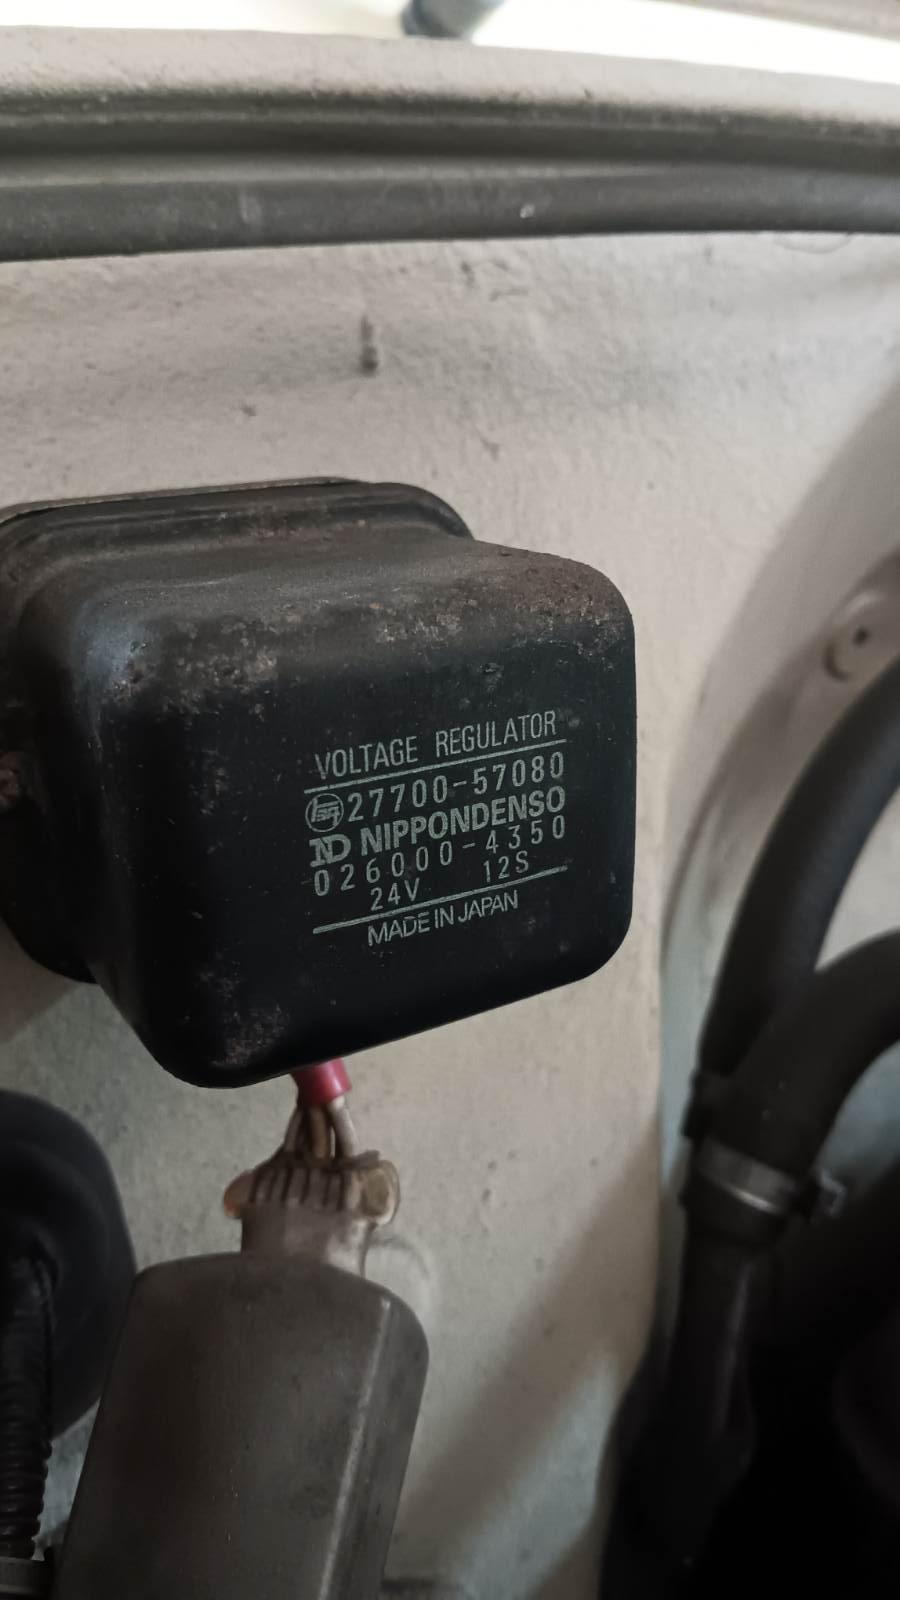 VOLTAGE REGULATOR
27700-57080
ND NIPPONDENSO
026000-4350
24V 12S
MADE IN JAPAN